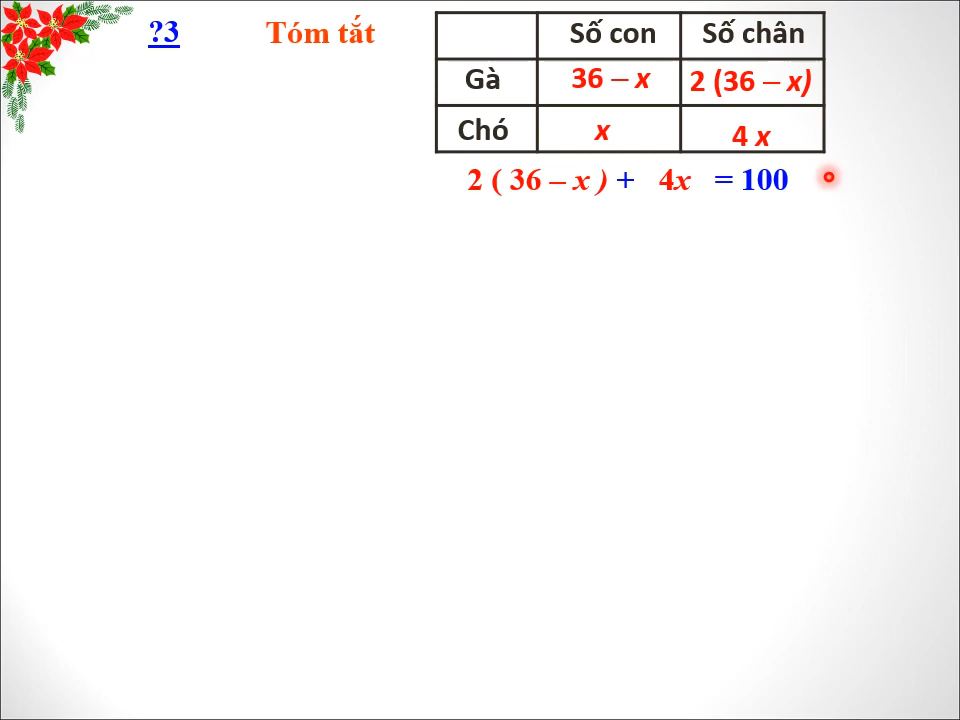 ?3 Tóm tắt
Số con Số chân
Gà 36 – x 2 (36 – x)
Chó x 4 x
2 ( 36 – x ) + 4x = 100